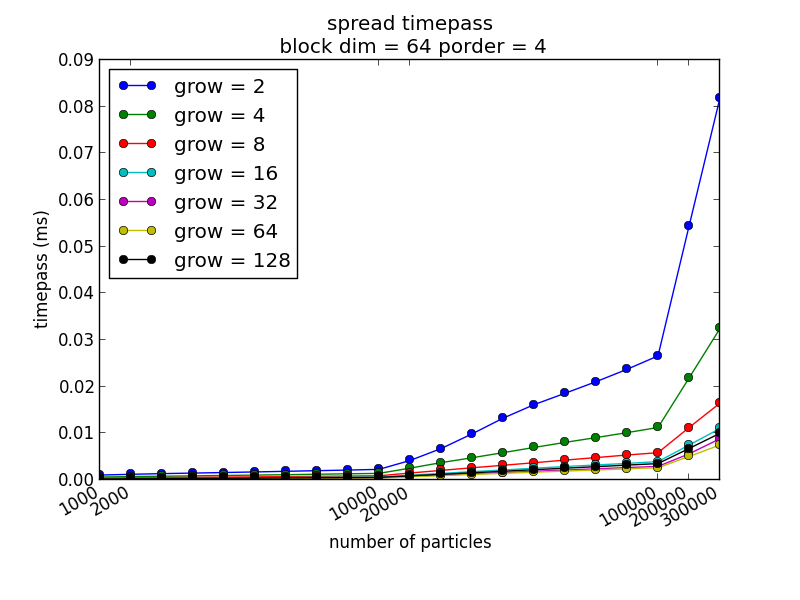 spread timepass
block dim = 64 porder = 4
0.09
0.08
0.07
0.06
0.05
0.04
0.03
0.02
0.01
0.00
timepass (ms)
grow = 2
grow = 4
grow = 8
grow = 16
grow = 32
grow = 64
grow = 128
1000
2000
10000
20000
100000
200000
300000
number of particles